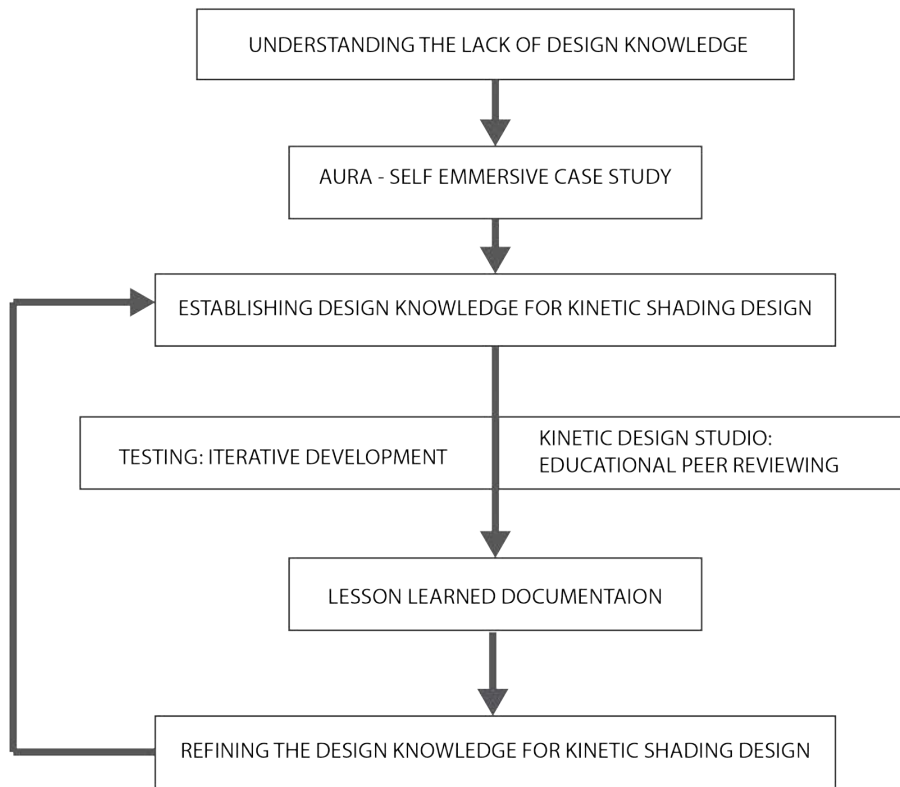 UNDERSTANDING THE LACK OF DESIGN KNOWLEDGE
AURA - SELF EMMERSIVE CASE STUDY
ESTABLISHING DESIGN KNOWLEDGE FOR KINETIC SHADING DESIGN
TESTING: ITERATIVE DEVELOPMENT
KINETIC DESIGN STUDIO:
EDUCATIONAL PEER REVIEWING
LESSON LEARNED DOCUMENTAION
REFINING THE DESIGN KNOWLEDGE FOR KINETIC SHADING DESIGN